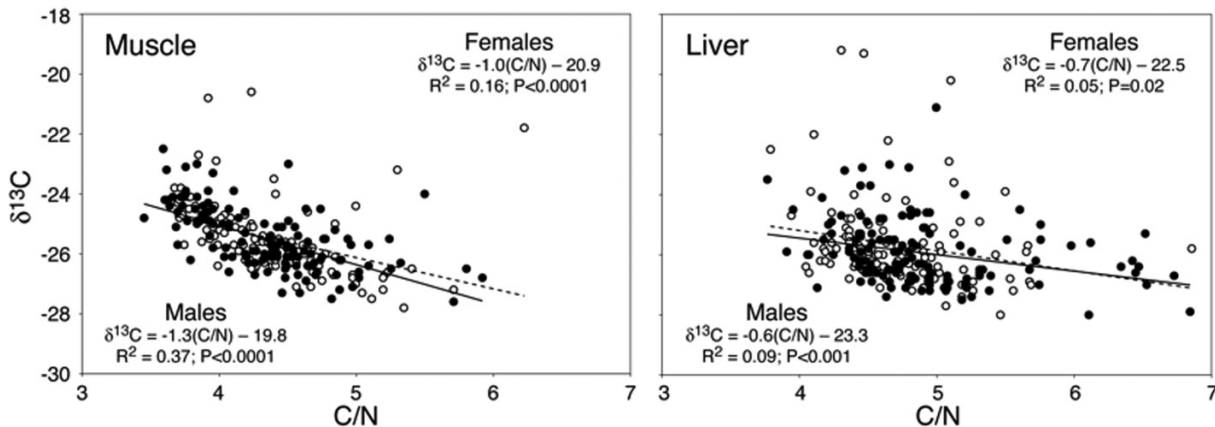 -18
-20
-22
-24
-26
-28
-30
δ13C
Muscle
Females
δ13C = -1.0(C/N) – 20.9
R2 = 0.16; P<0.0001
Males
δ13C = -1.3(C/N) – 19.8
R2 = 0.37; P<0.0001
3 4 5 6 7
C/N
Liver
Females
δ13C = -0.7(C/N) – 22.5
R2 = 0.05; P=0.02
Males
δ13C = -0.6(C/N) – 23.3
R2 = 0.09; P<0.001
3 4 5 6 7
C/N